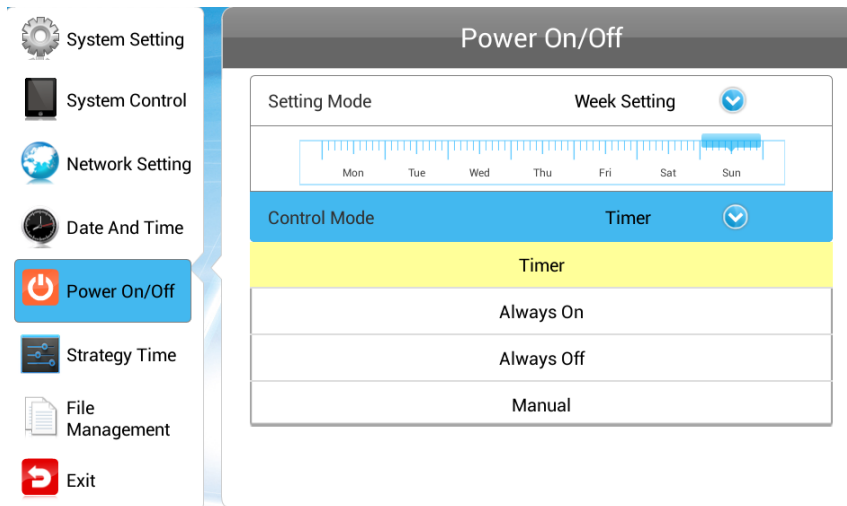 System Setting
System Control
Network Setting
Date And Time
Power On/Off
Strategy Time
File
Management
Exit
Power On/Off
Setting Mode Week Setting
Mon Tue Wed Thu Fri Sat Sun
Control Mode Timer
Timer
Always On
Always Off
Manual